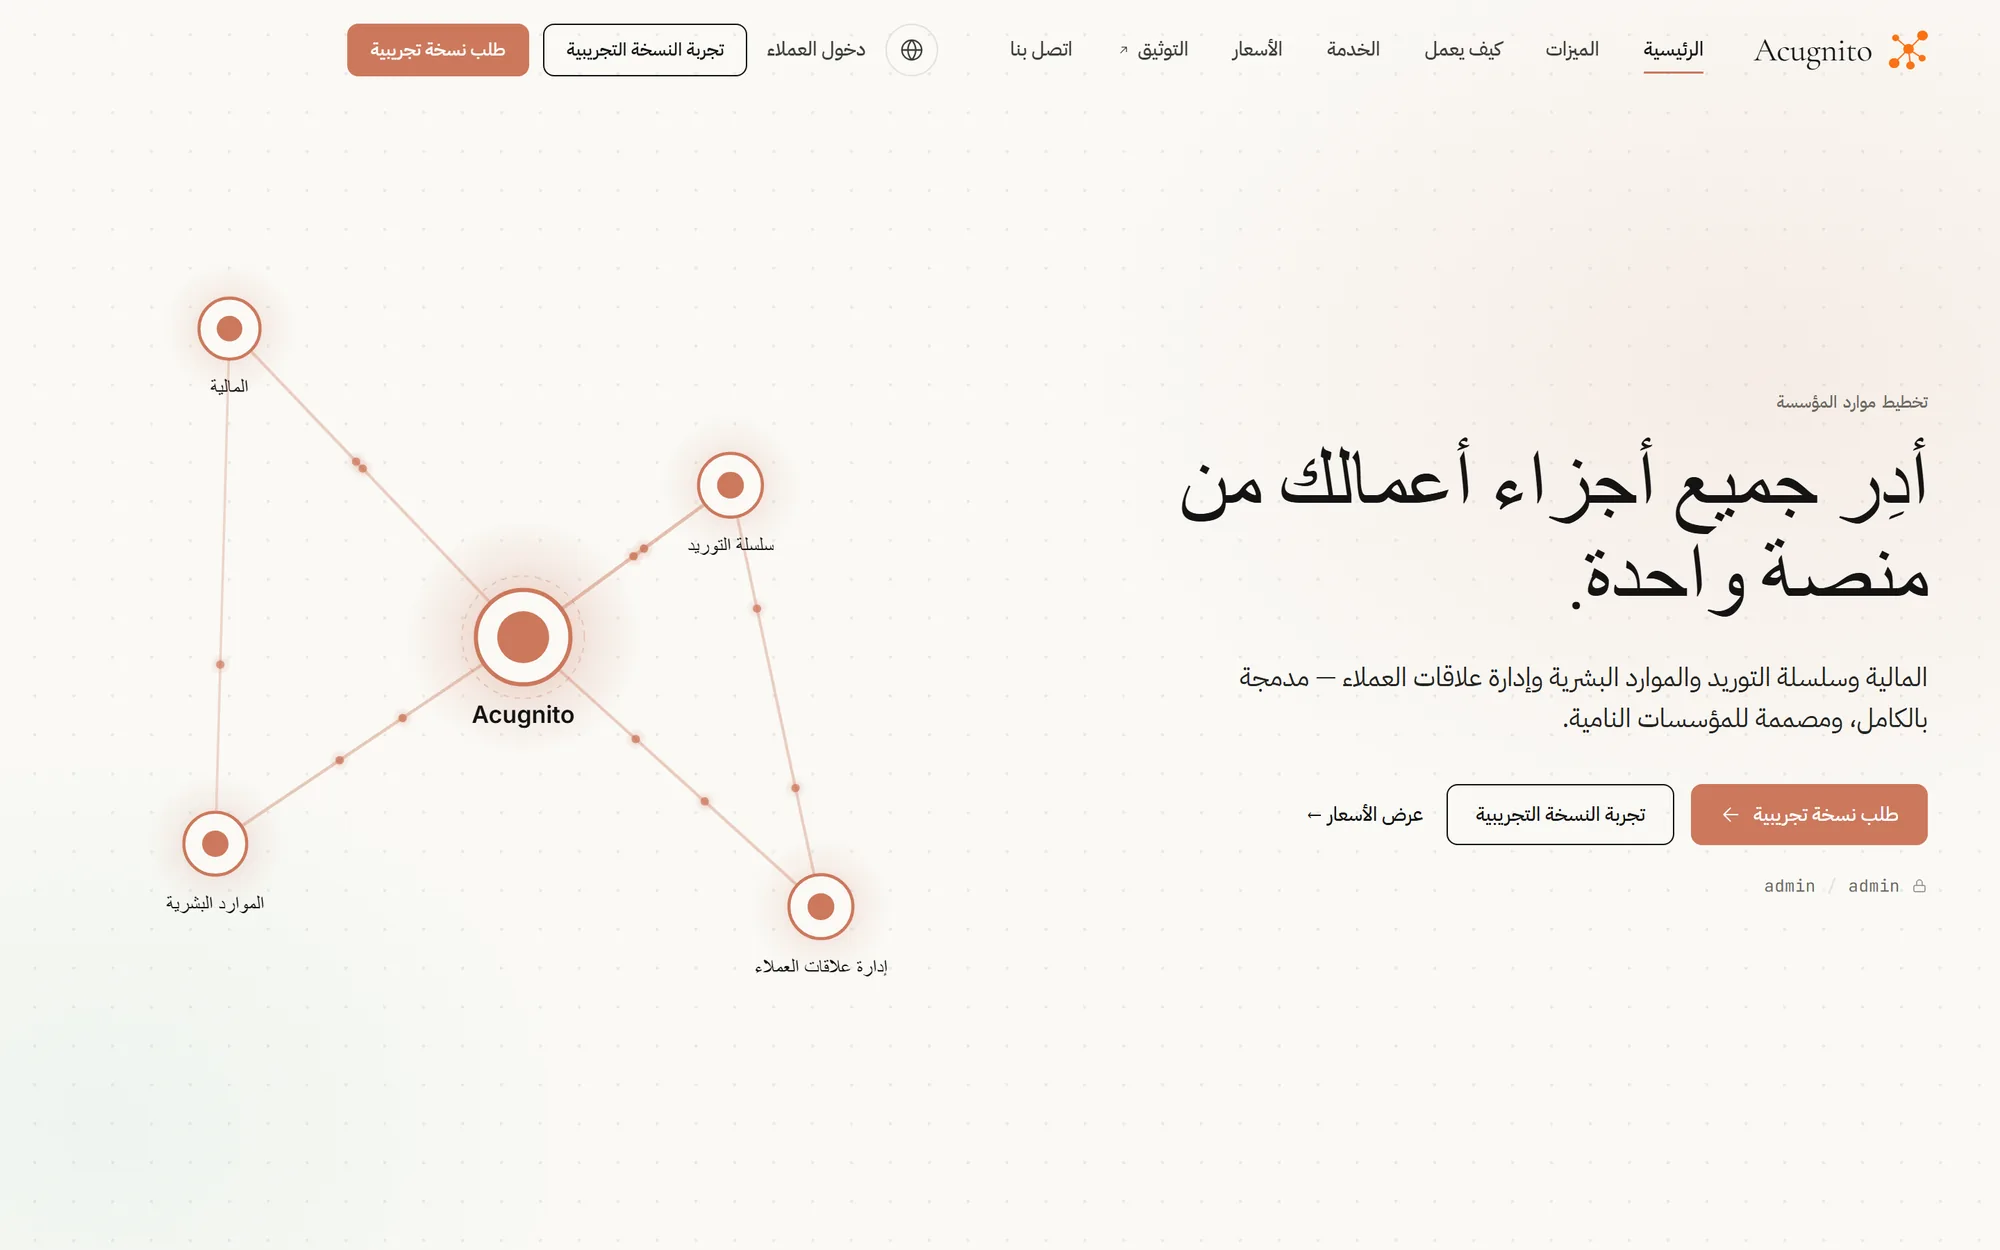 Acugnito
الرئيسية
الميزات
كيف يعمل
الخدمة
الأسعار
التوثيق ↗
اتصل بنا
دخول العملاء
تجربة النسخة التجريبية
طلب نسخة تجريبية
تخطيط موارد المؤسسة
أدِر جميع أجزاء أعمالك من
منصة واحدة.
المالية وسلسلة التوريد والموارد البشرية وإدارة علاقات العملاء — مدمجة
بالكامل، ومصممة للمؤسسات النامية.
طلب نسخة تجريبية ←
تجربة النسخة التجريبية
عرض الأسعار ←
admin / admin
المالية
سلسلة التوريد
Acugnito
الموارد البشرية
إدارة علاقات العملاء